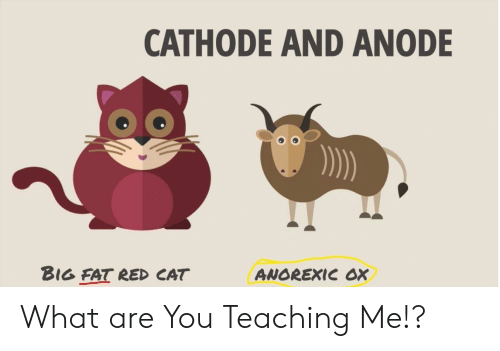 CATHODE AND ANODE
BIG FAT RED CAT
ANOREXIC OX
What are You Teaching Me!?